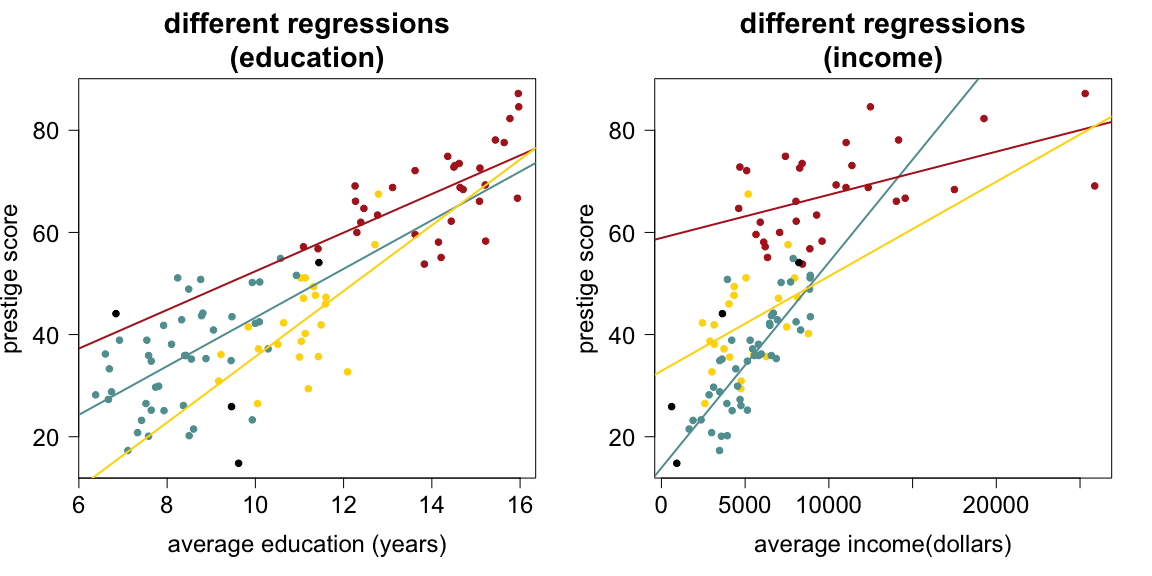 different regressions
(education)
prestige score
80
60
40
20
6 8 10 12 14 16
average education (years)
different regressions
(income)
prestige score
80
60
40
20
0 5000 10000 20000
average income(dollars)